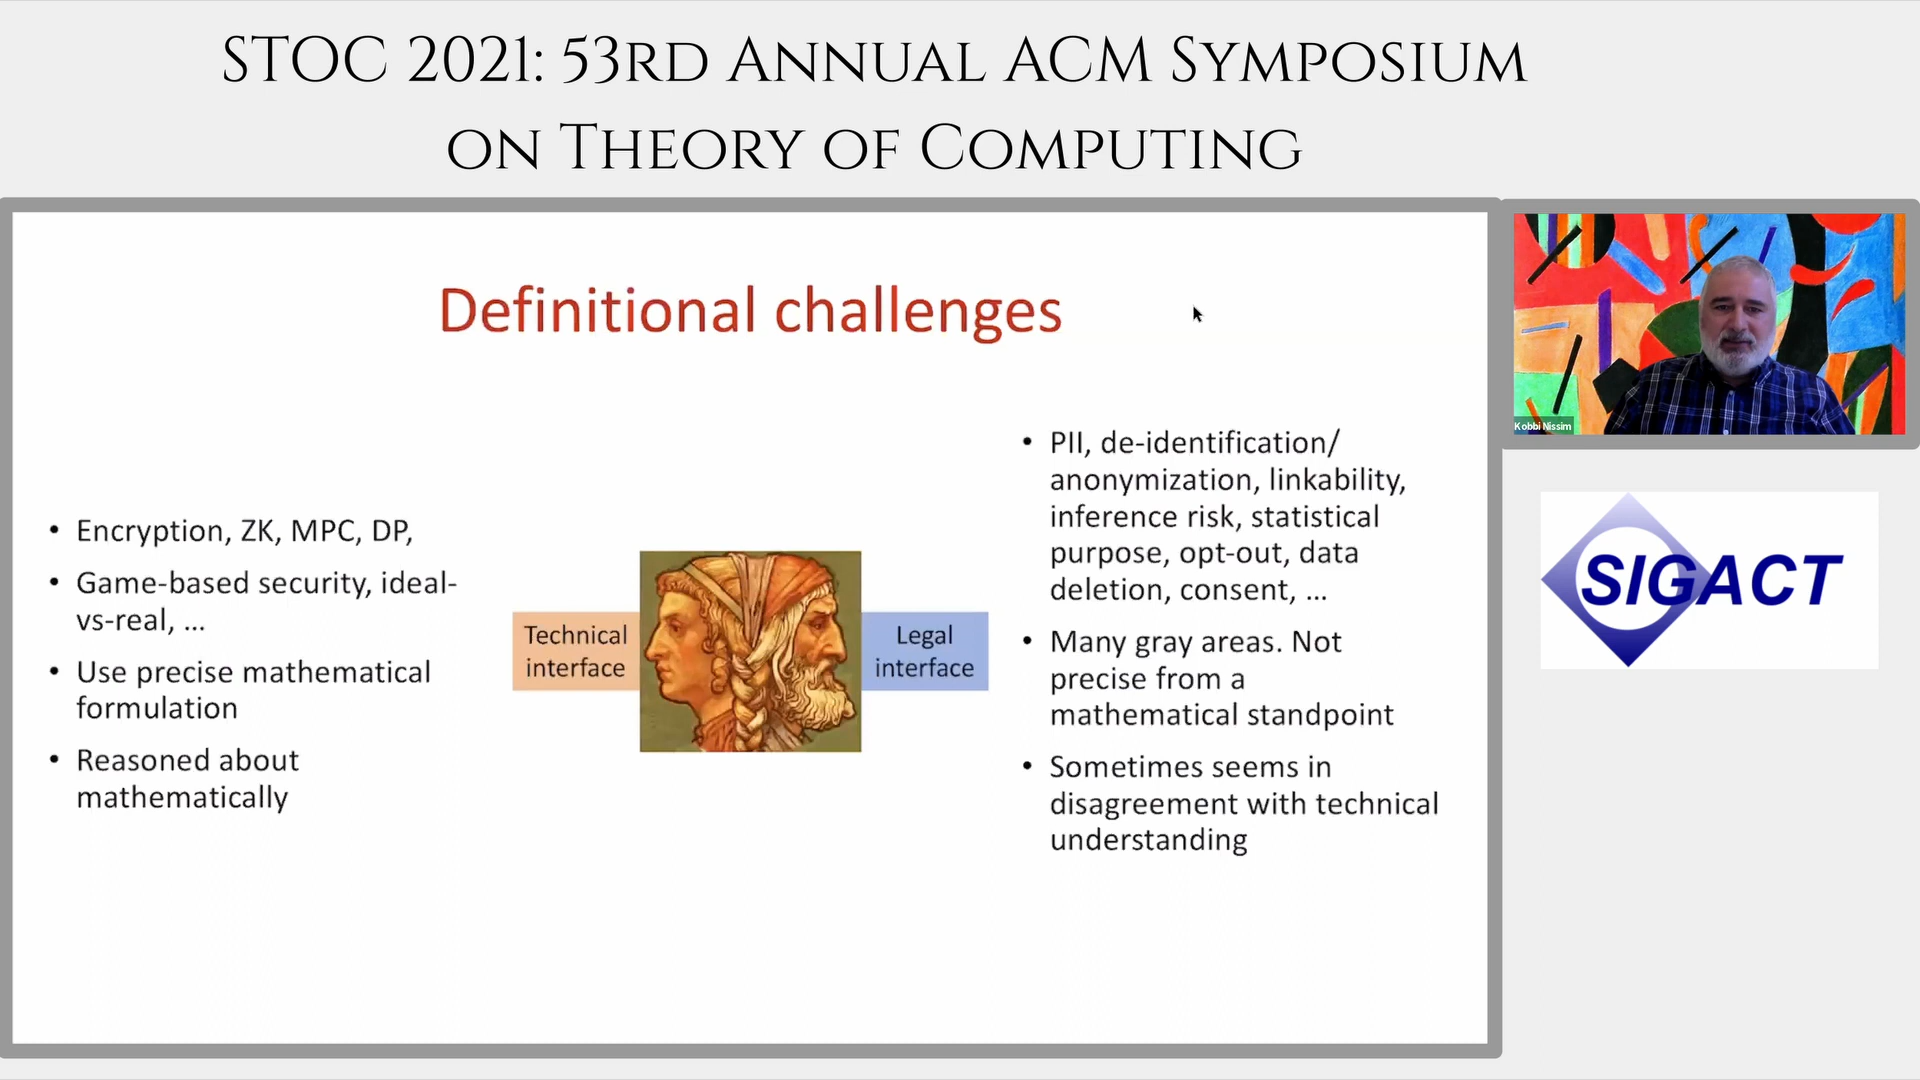 STOC 2021: 53rd Annual ACM Symposium
on Theory of Computing
Definitional challenges
• Encryption, ZK, MPC, DP,
• Game-based security, ideal-
vs-real, ...
• Use precise mathematical
formulation
• Reasoned about
mathematically
Technical
interface
Legal
interface
• PII, de-identification/
anonymization, linkability,
inference risk, statistical
purpose, opt-out, data
deletion, consent, ...
• Many gray areas. Not
precise from a
mathematical standpoint
• Sometimes seems in
disagreement with technical
understanding
Kobbi Nissim
SIGACT